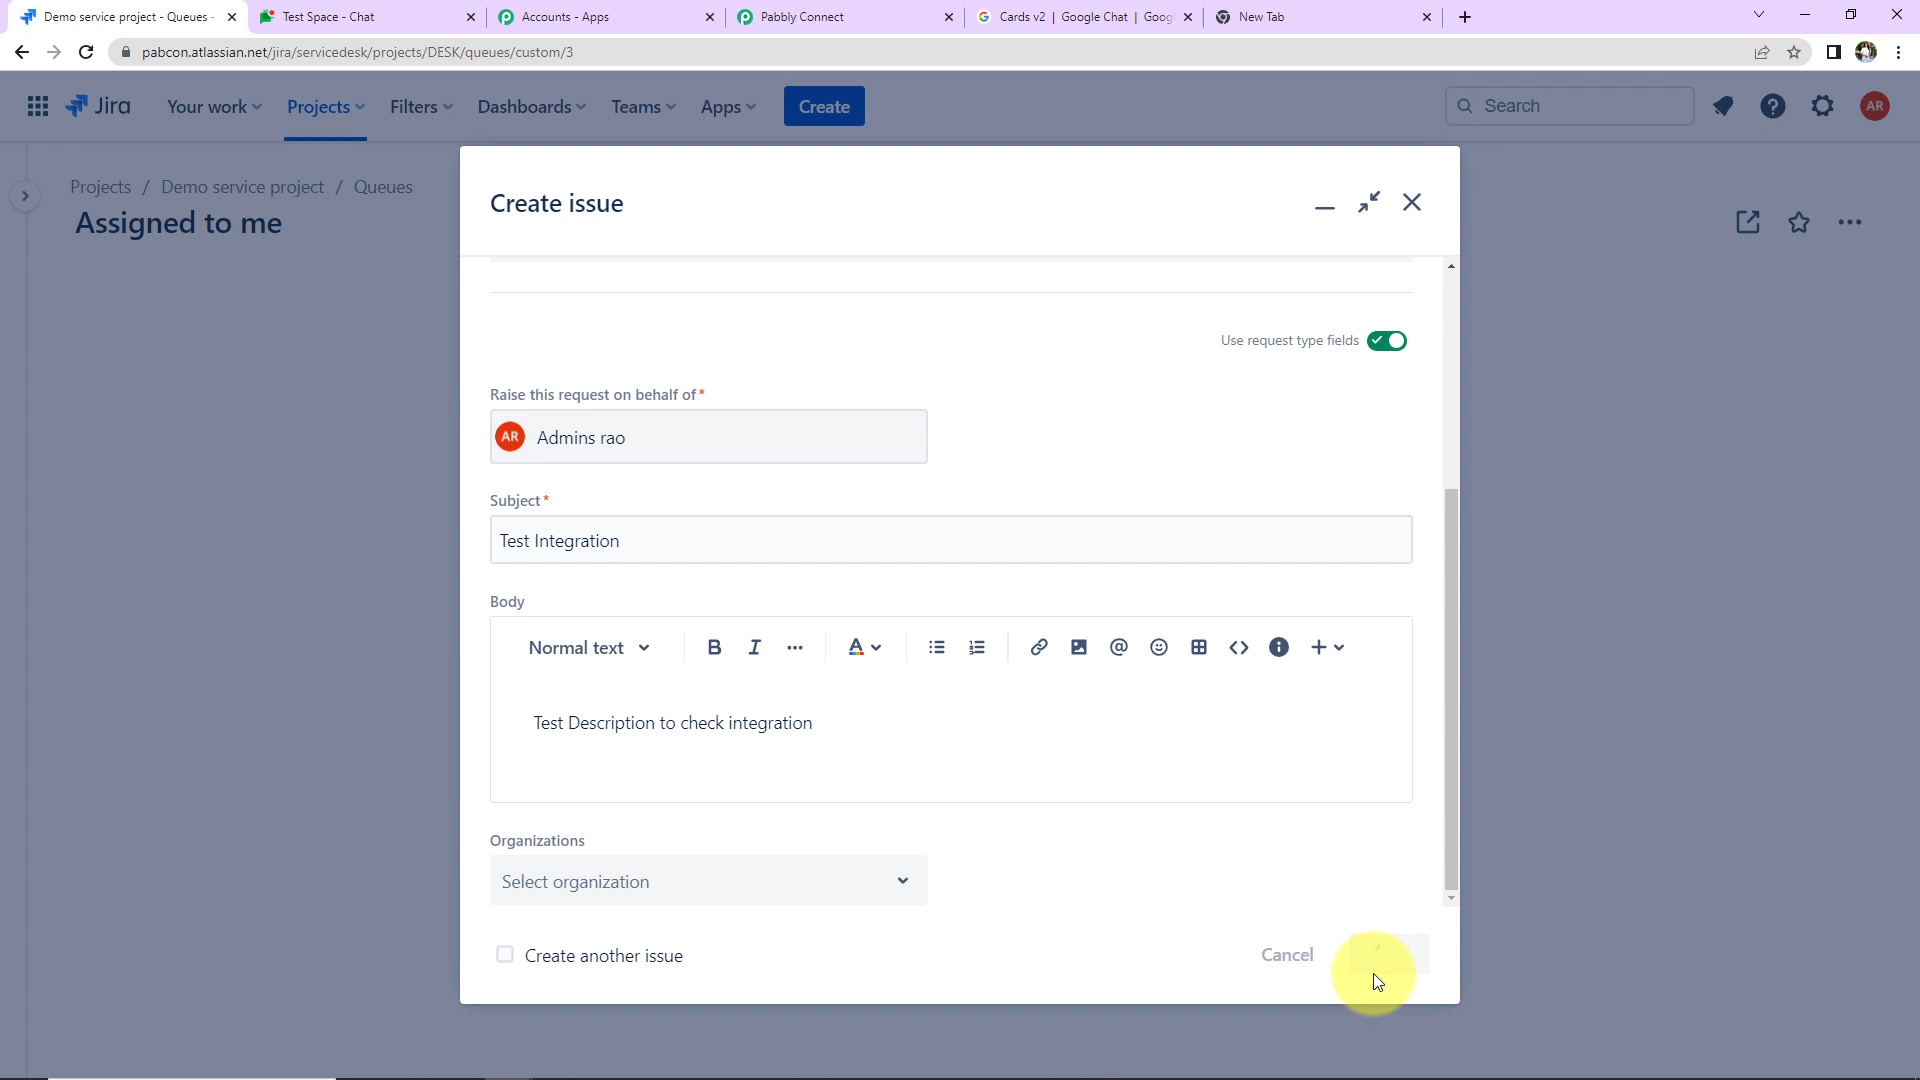 Demo service project - Queues -
Test Space - Chat
Accounts - Apps
Pabbly Connect
Cards v2 | Google Chat | Goog
New Tab
pabcon.atlassian.net/jira/servicedesk/projects/DESK/queues/custom/3
Jira
Your work
Projects
Filters
Dashboards
Teams
Apps
Create
Search
AR
Projects / Demo service project / Queues
Assigned to me
Create issue
Use request type fields
Raise this request on behalf of *
AR Admins rao
Subject *
Test Integration
Body
Normal text
Test Description to check integration
Organizations
Select organization
Create another issue
Cancel